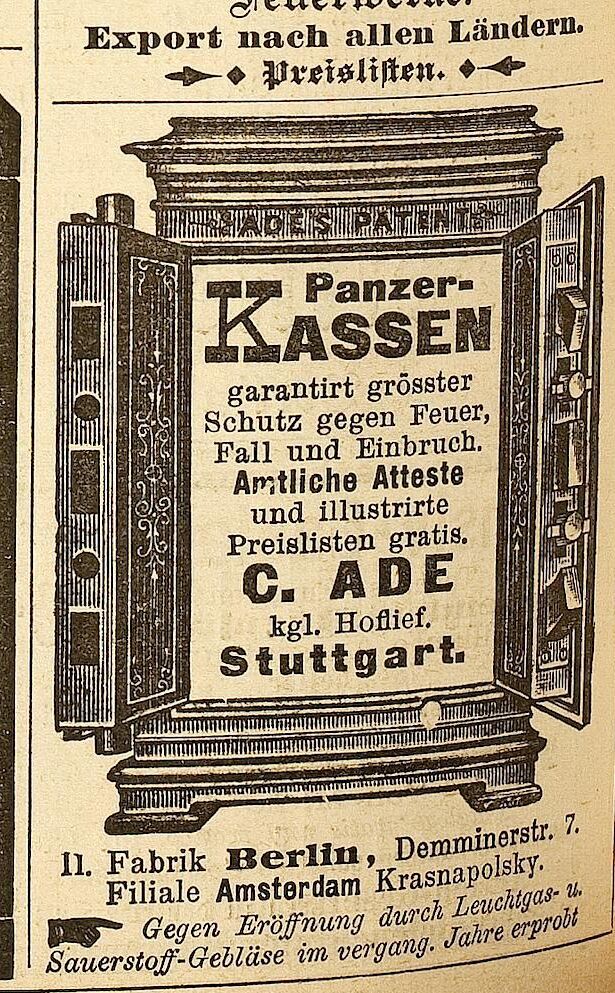 Feuerwerke.
Export nach allen Ländern.
Preislisten.
ADES PATENT
Panzer-
KASSEN
garantirt grösster
Schutz gegen Feuer,
Fall und Einbruch.
Amtliche Atteste
und illustrirte
Preislisten gratis.
C. ADE
kgl. Hoflief.
Stuttgart.
II. Fabrik Berlin, Demminerstr. 7.
Filiale Amsterdam Krasnapolsky.
Gegen Eröffnung durch Leuchtgas- u.
Sauerstoff-Gebläse im vergang. Jahre erprobt